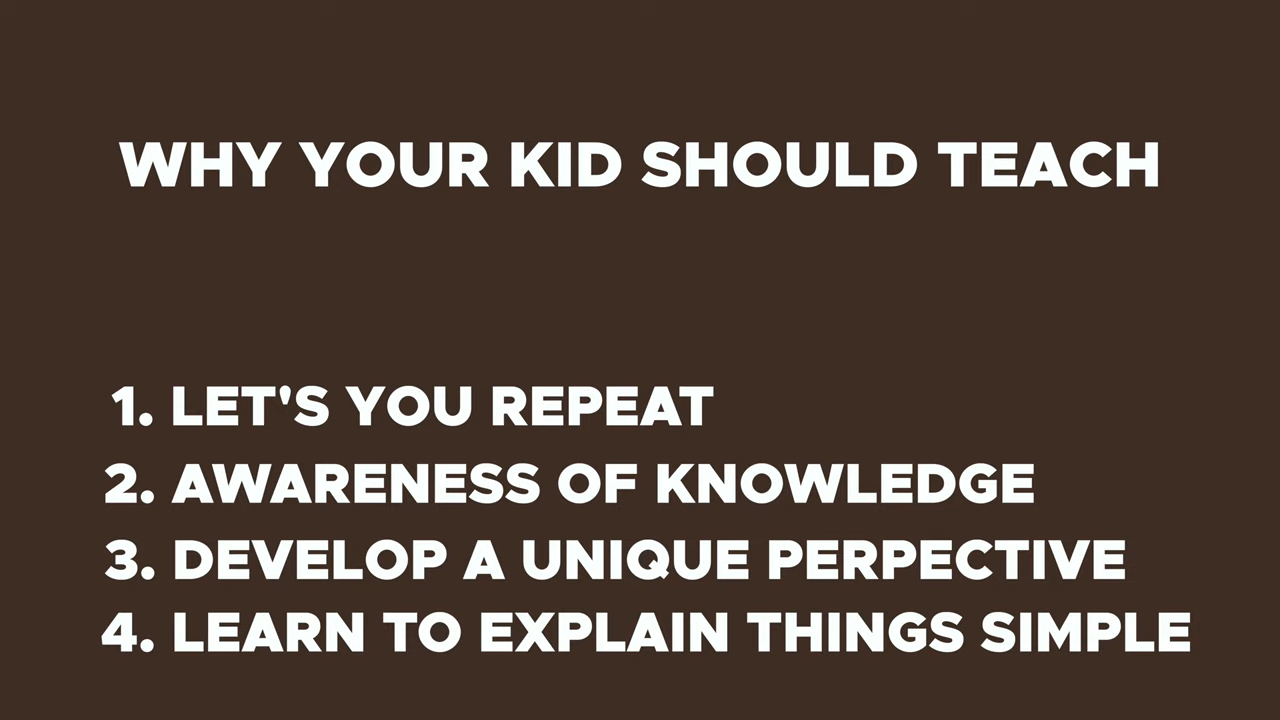 WHY YOUR KID SHOULD TEACH
1. LET'S YOU REPEAT
2. AWARENESS OF KNOWLEDGE
3. DEVELOP A UNIQUE PERPECTIVE
4. LEARN TO EXPLAIN THINGS SIMPLE